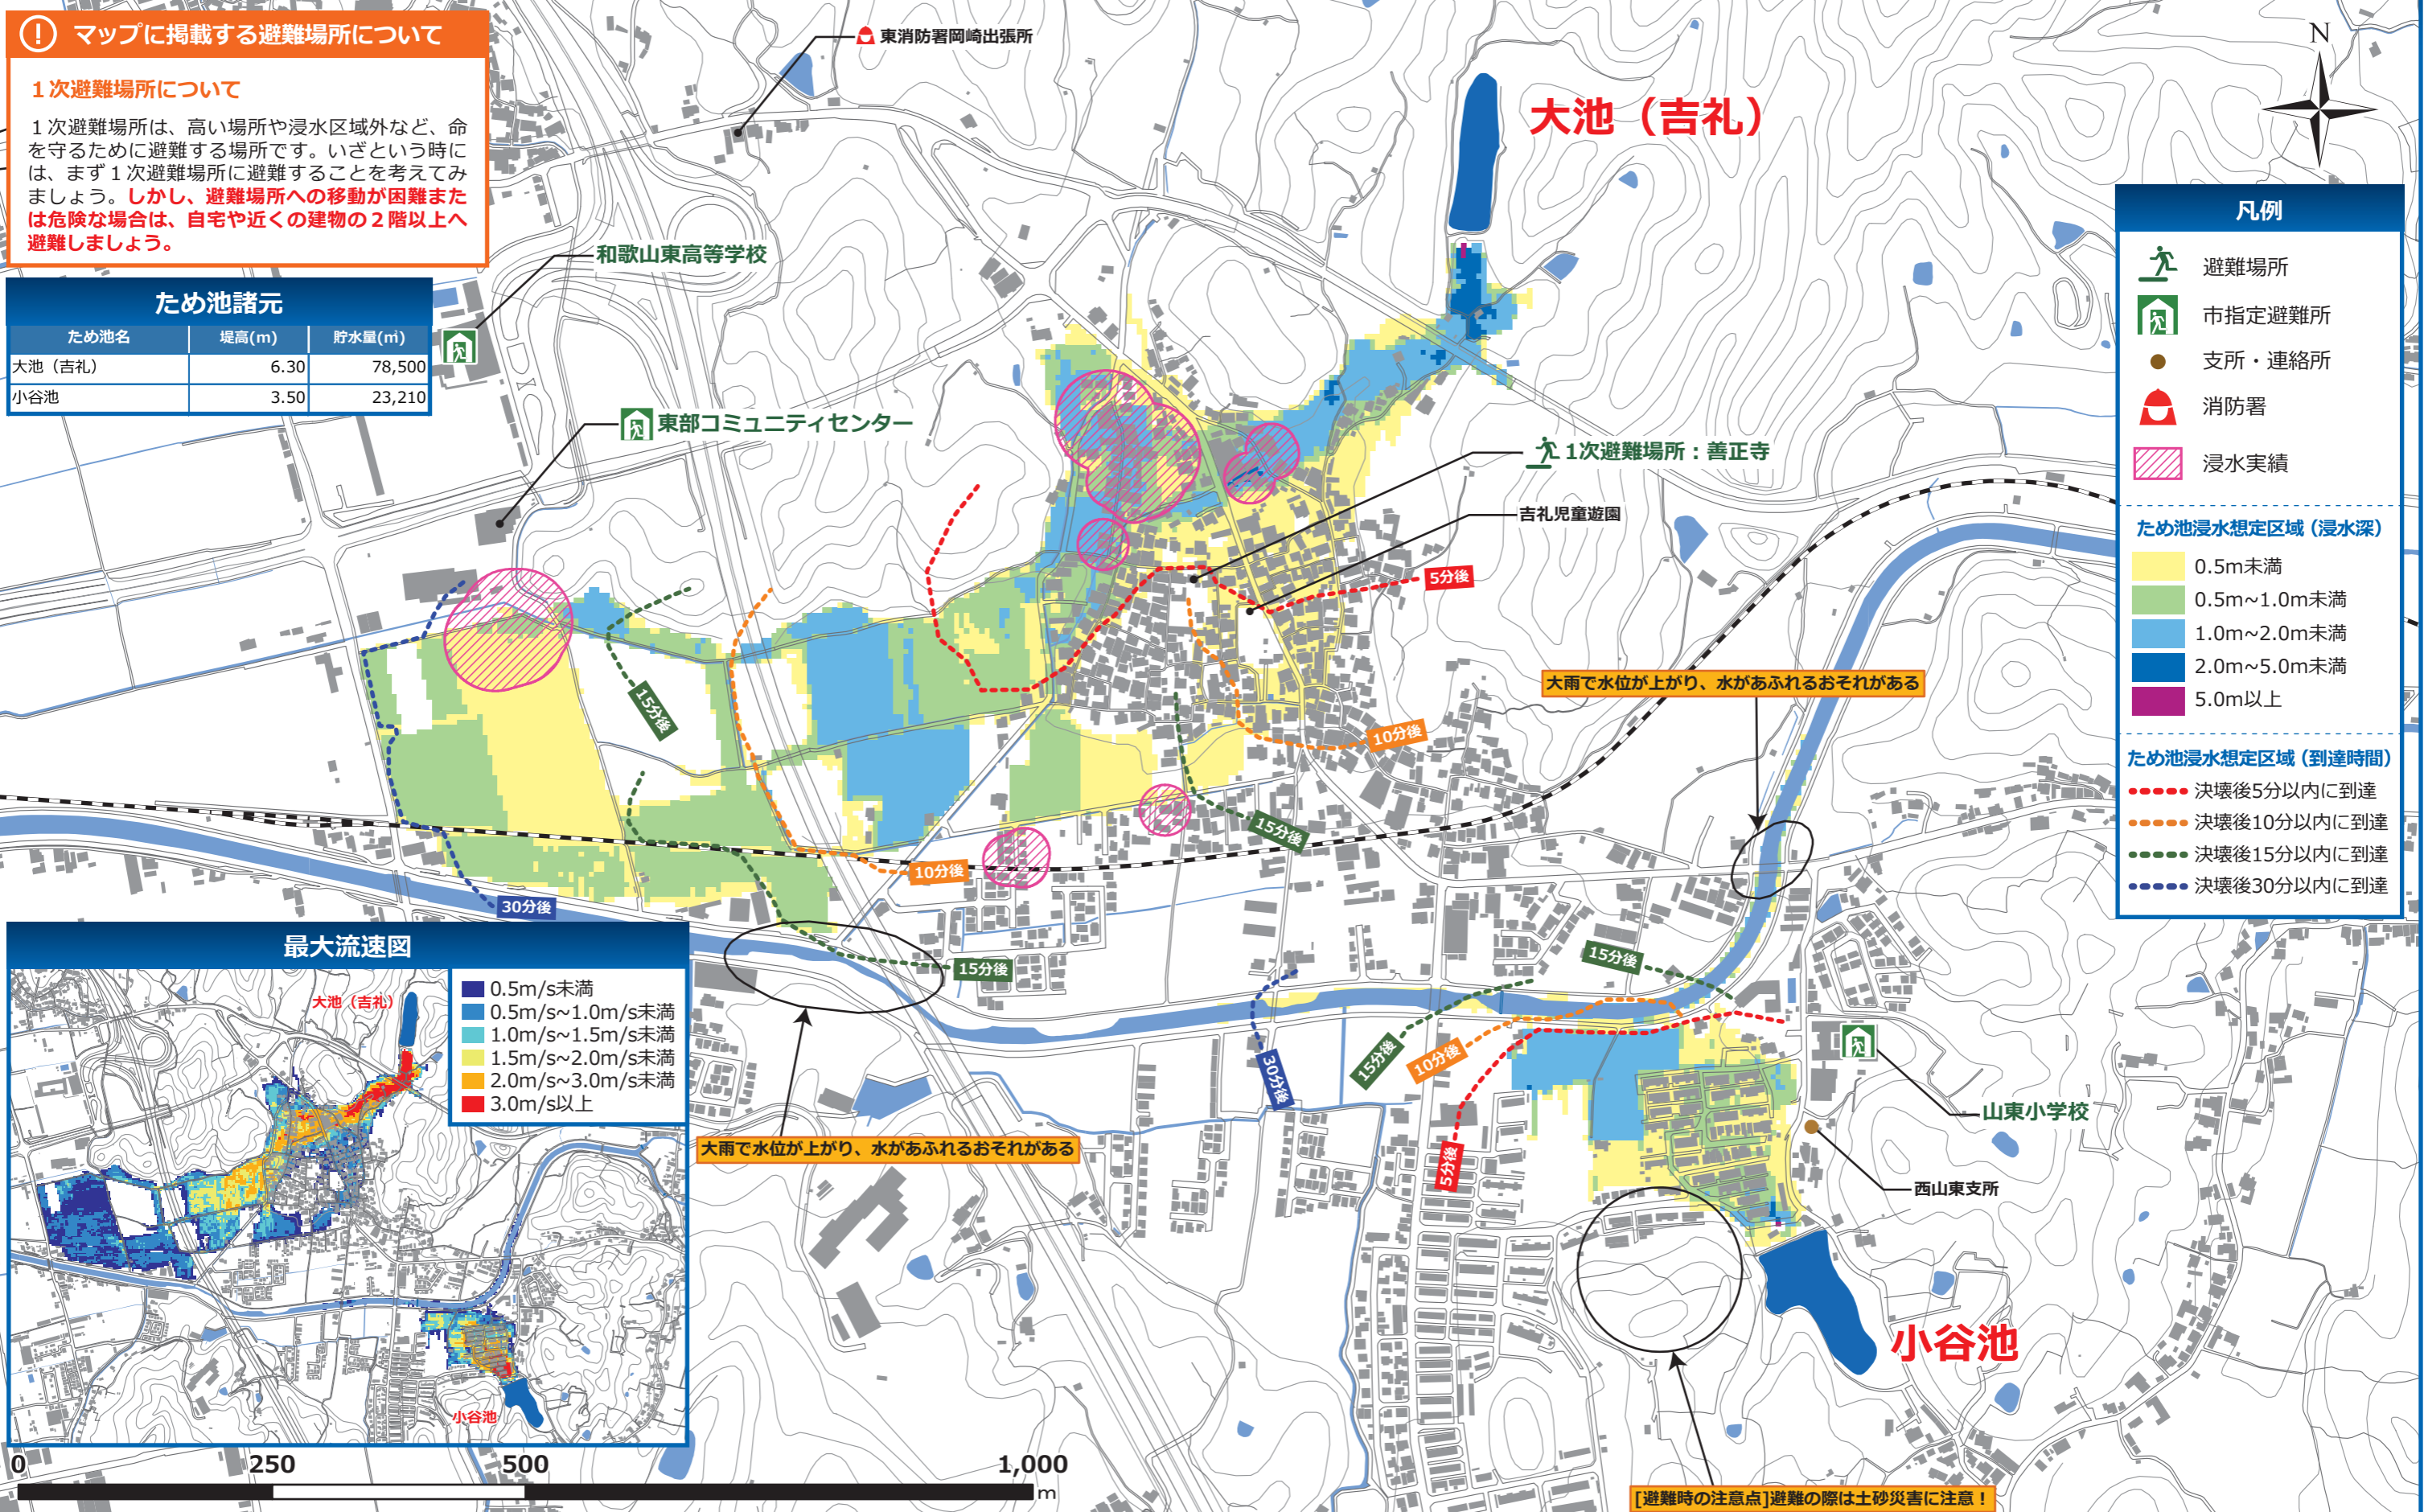 マップに掲載する避難場所について
１次避難場所について
１次避難場所は、高い場所や浸水区域外など、命
を守るために避難する場所です。いざという時に
は、まず１次避難場所に避難することを考えてみ
ましょう。しかし、避難場所への移動が困難また
は危険な場合は、自宅や近くの建物の２階以上へ
避難しましょう。
ため池諸元
ため池名 堤高(m) 貯水量(㎥)
大池（吉礼） 6.30 78,500
小谷池 3.50 23,210
東消防署岡崎出張所
和歌山東高等学校
東部コミュニティセンター
大池（吉礼）
N
1次避難場所：善正寺
吉礼児童遊園
5分後
10分後
15分後
15分後
10分後
30分後
15分後
大雨で水位が上がり、水があふれるおそれがある
大雨で水位が上がり、水があふれるおそれがある
15分後
15分後
10分後
30分後
5分後
山東小学校
西山東支所
小谷池
[避難時の注意点]避難の際は土砂災害に注意！
凡例
避難場所
市指定避難所
支所・連絡所
消防署
浸水実績
ため池浸水想定区域（浸水深）
0.5m未満
0.5m~1.0m未満
1.0m~2.0m未満
2.0m~5.0m未満
5.0m以上
ため池浸水想定区域（到達時間）
決壊後5分以内に到達
決壊後10分以内に到達
決壊後15分以内に到達
決壊後30分以内に到達
最大流速図
大池（吉礼）
小谷池
0.5m/s未満
0.5m/s~1.0m/s未満
1.0m/s~1.5m/s未満
1.5m/s~2.0m/s未満
2.0m/s~3.0m/s未満
3.0m/s以上
0 250 500 1,000
m